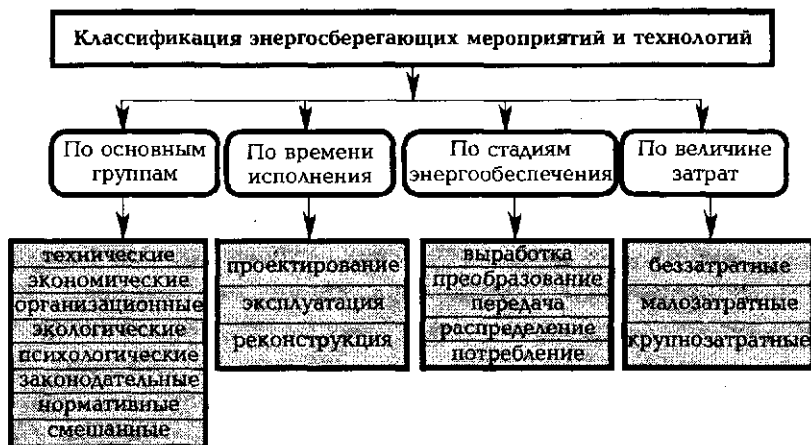 Классификация энергосберегающих мероприятий и технологий
По основным
группам
По времени
исполнения
По стадиям
энергообеспечения
По величине
затрат
технические
экономические
организационные
экологические
психологические
законодательные
нормативные
смешанные
проектирование
эксплуатация
реконструкция
выработка
преобразование
передача
распределение
потребление
беззатратные
малозатратные
крупнозатратные